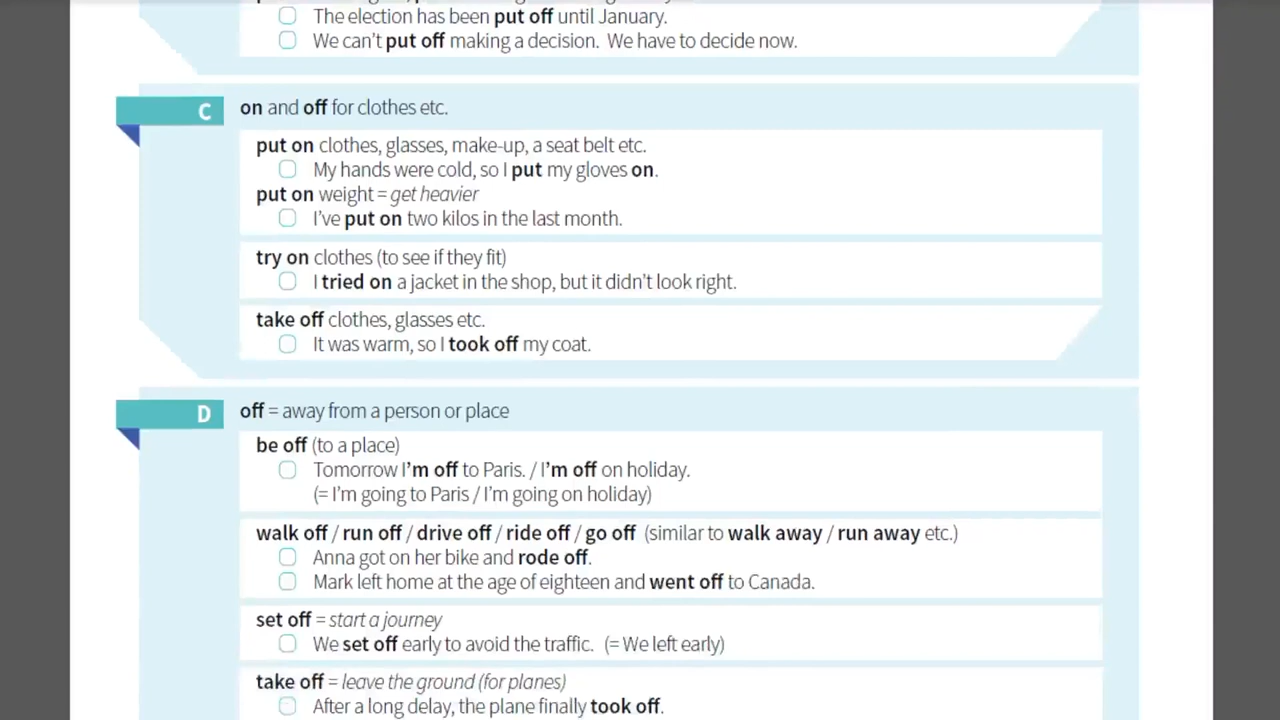 The election has been put off until January.
We can't put off making a decision. We have to decide now.
C
on and off for clothes etc.
put on clothes, glasses, make-up, a seat belt etc.
My hands were cold, so I put my gloves on.
put on weight = get heavier
I've put on two kilos in the last month.
try on clothes (to see if they fit)
I tried on a jacket in the shop, but it didn't look right.
take off clothes, glasses etc.
It was warm, so I took off my coat.
D
off = away from a person or place
be off (to a place)
Tomorrow I'm off to Paris. / I'm off on holiday.
(= I'm going to Paris / I'm going on holiday)
walk off / run off / drive off / ride off / go off (similar to walk away / run away etc.)
Anna got on her bike and rode off.
Mark left home at the age of eighteen and went off to Canada.
set off = start a journey
We set off early to avoid the traffic. (= We left early)
take off = leave the ground (for planes)
After a long delay, the plane finally took off.